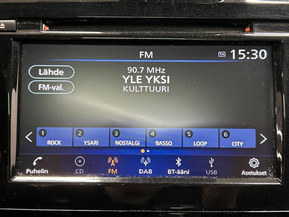 FM
15:30
Lähde
FM-val.
90.7 MHz
YLE YKSI
KULTTUURI
1 2 3 4 5 6
ROCK YSARI NOSTALGI BASSO LOOP CITY
Puhelin CD FM DAB BT-ääni USB Asetukset